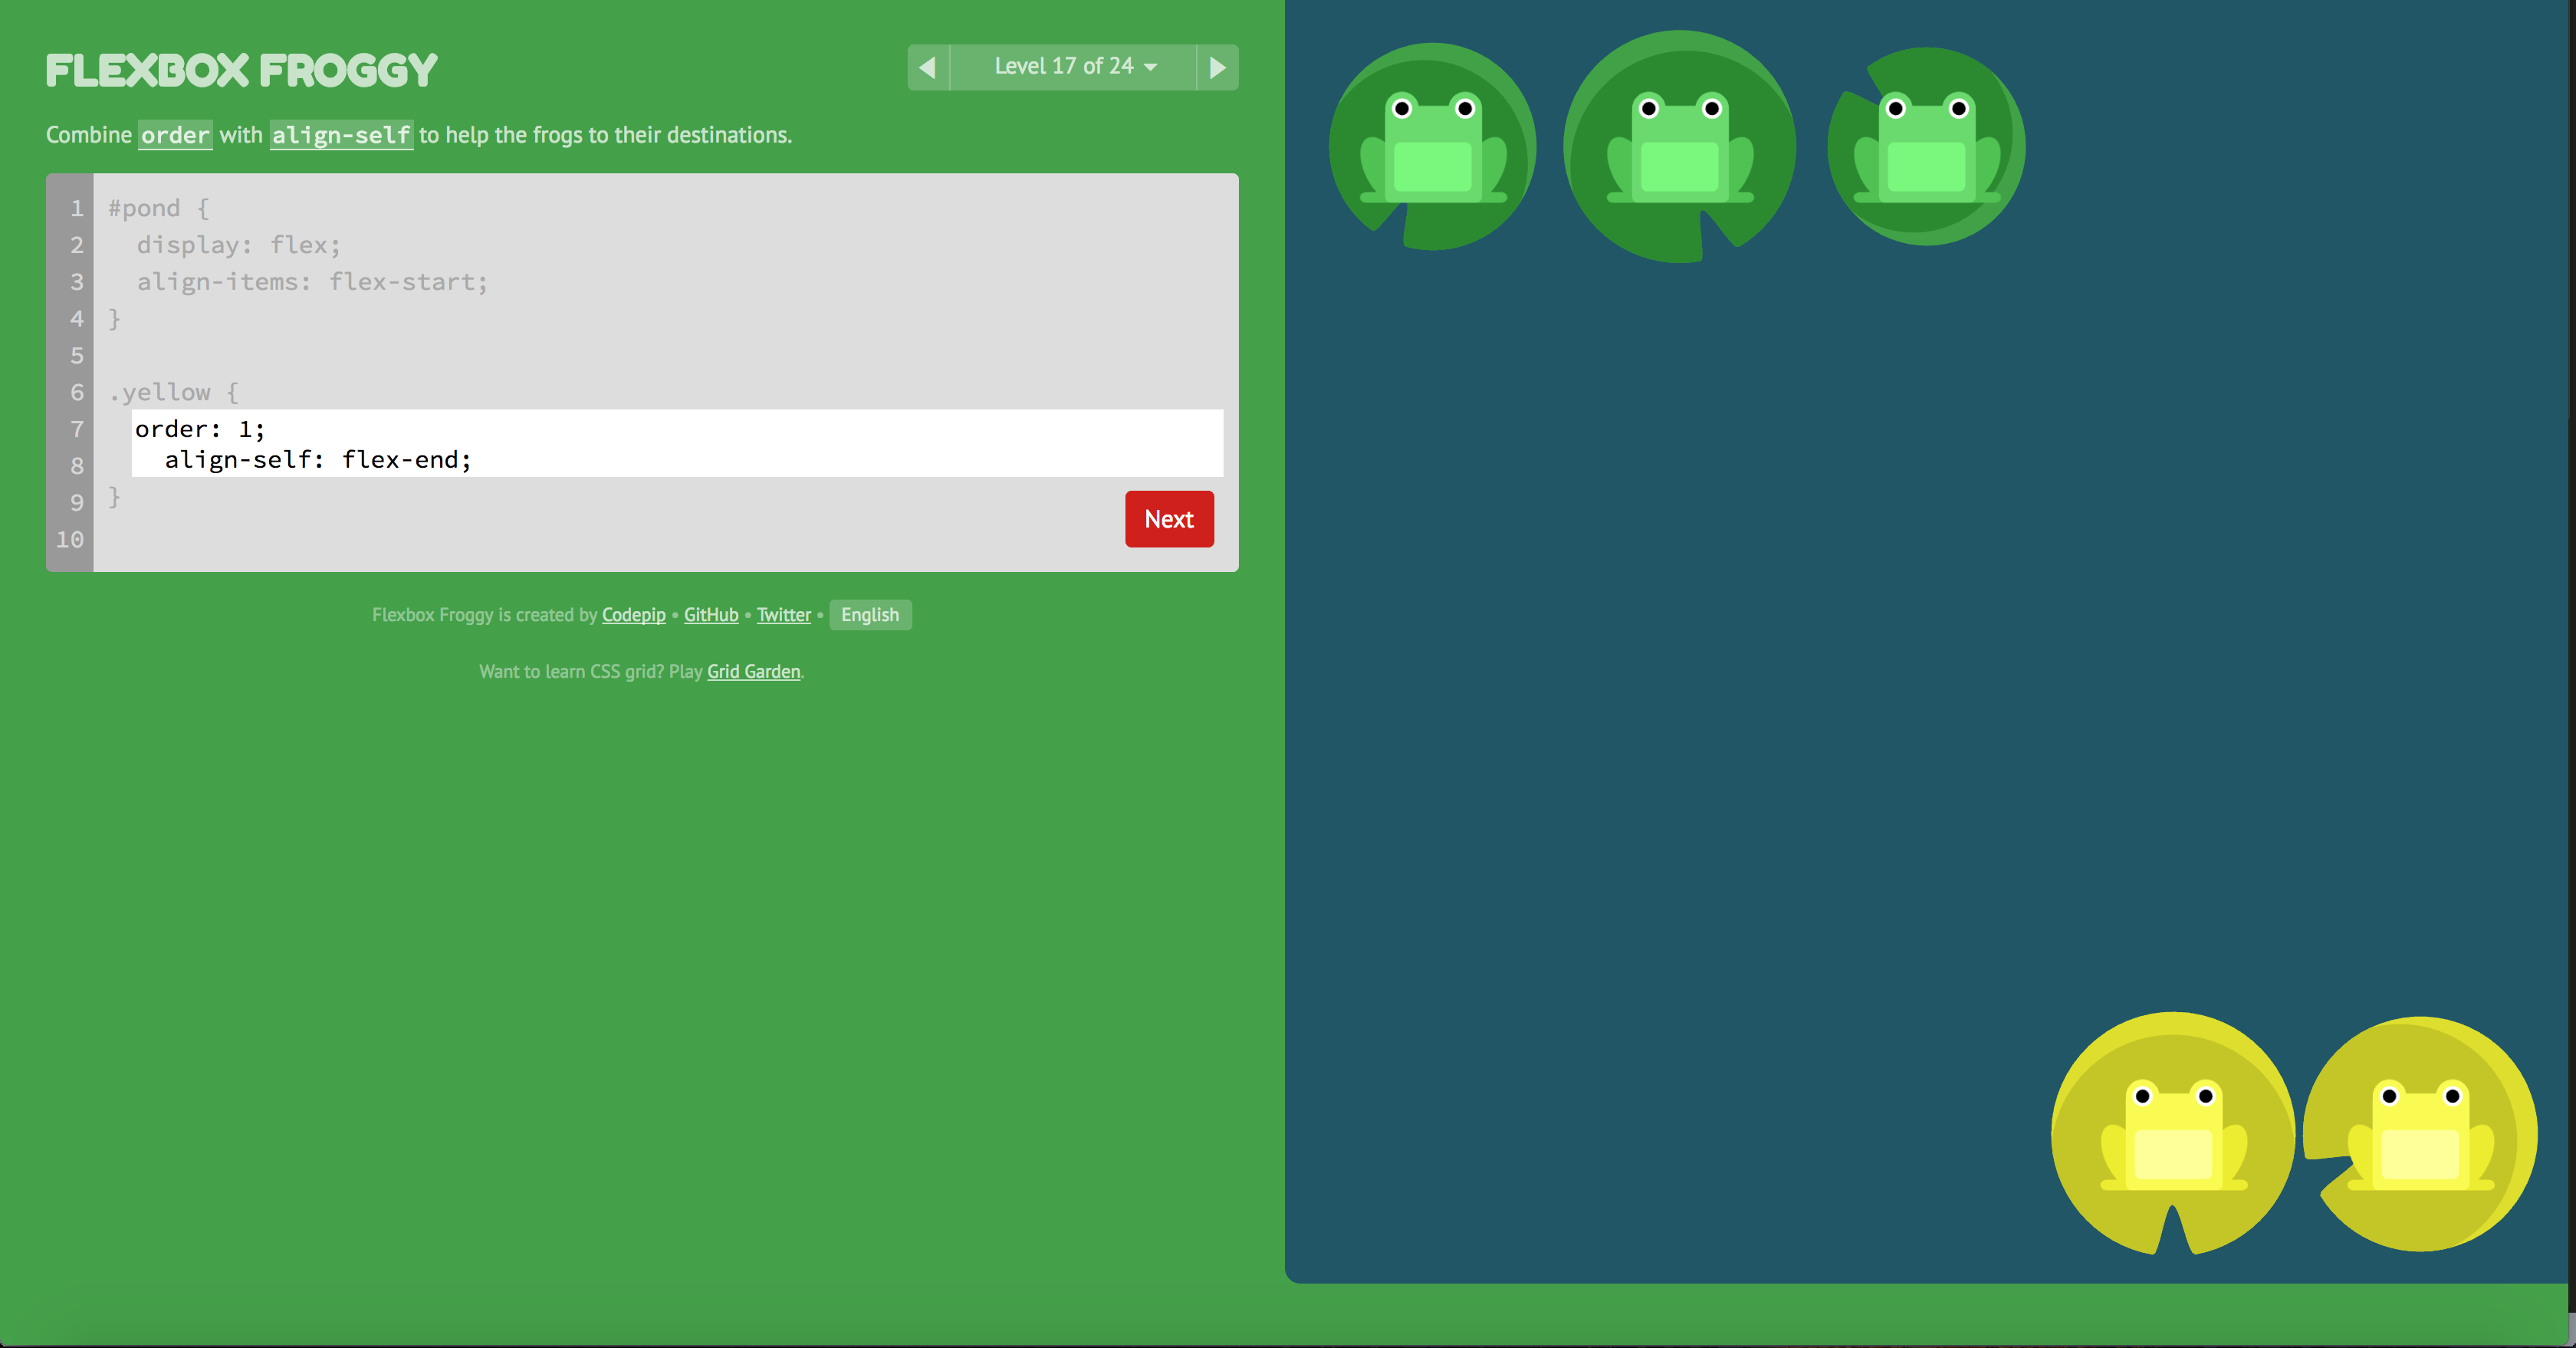 FLEXBOX FROGGY
Level 17 of 24
Combine order with align-self to help the frogs to their destinations.
1 #pond {
2   display: flex;
3   align-items: flex-start;
4 }
5
6 .yellow {
7   order: 1;
8     align-self: flex-end;
9 }
10
Next
Flexbox Froggy is created by Codepip • GitHub • Twitter • English
Want to learn CSS grid? Play Grid Garden.